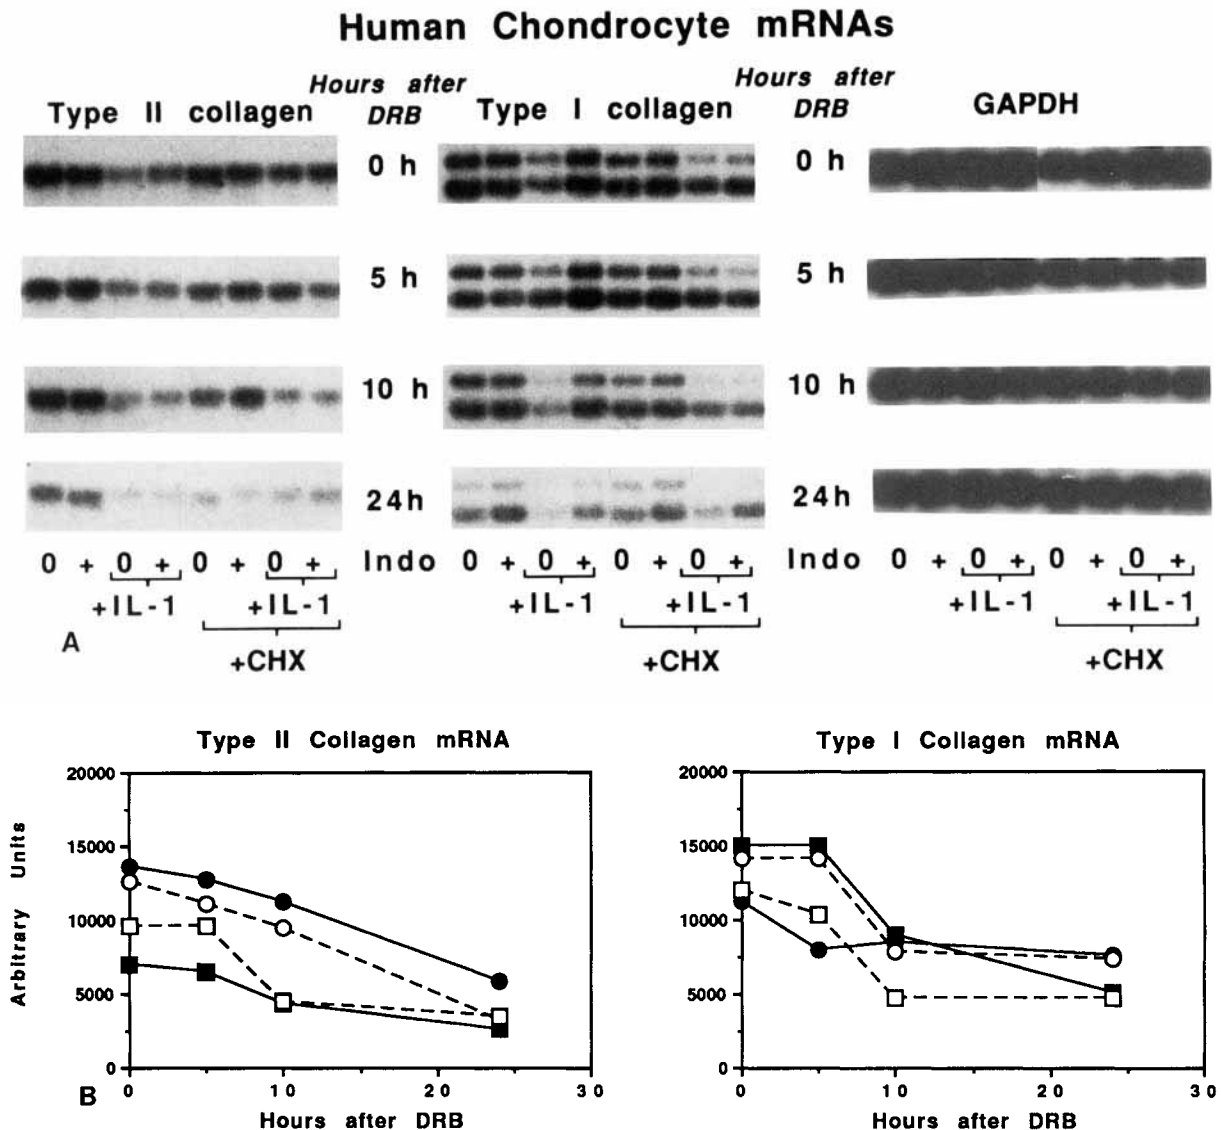 Human Chondrocyte mRNAs
Type II collagen
Hours after
DRB
Type I collagen
Hours after
DRB
GAPDH
0 h
0 h
5 h
5 h
10 h
10 h
24h
24h
0 + 0 + 0 + 0 + Indo 0 + 0 + 0 + 0 + Indo 0 + 0 + 0 + 0 +
+IL-1 +IL-1 +IL-1 +IL-1 +IL-1 +IL-1
A
+CHX +CHX +CHX
Type II Collagen mRNA
Type I Collagen mRNA
Arbitrary Units
20000
15000
10000
5000
0
0 10 20 30
Hours after DRB
20000
15000
10000
5000
0
0 10 20 30
Hours after DRB
B